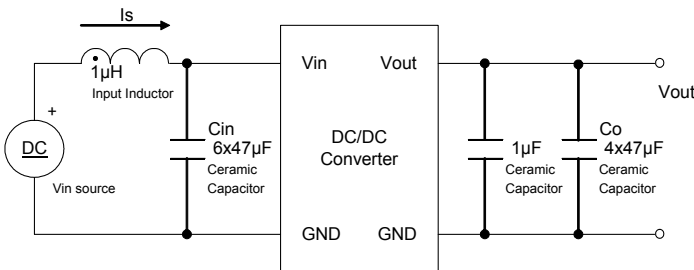 Is
1µH
Input Inductor
+
DC
Vin source
Cin
6x47µF
Ceramic
Capacitor
Vin
Vout
DC/DC
Converter
GND
GND
1µF
Ceramic
Capacitor
Co
4x47µF
Ceramic
Capacitor
Vout